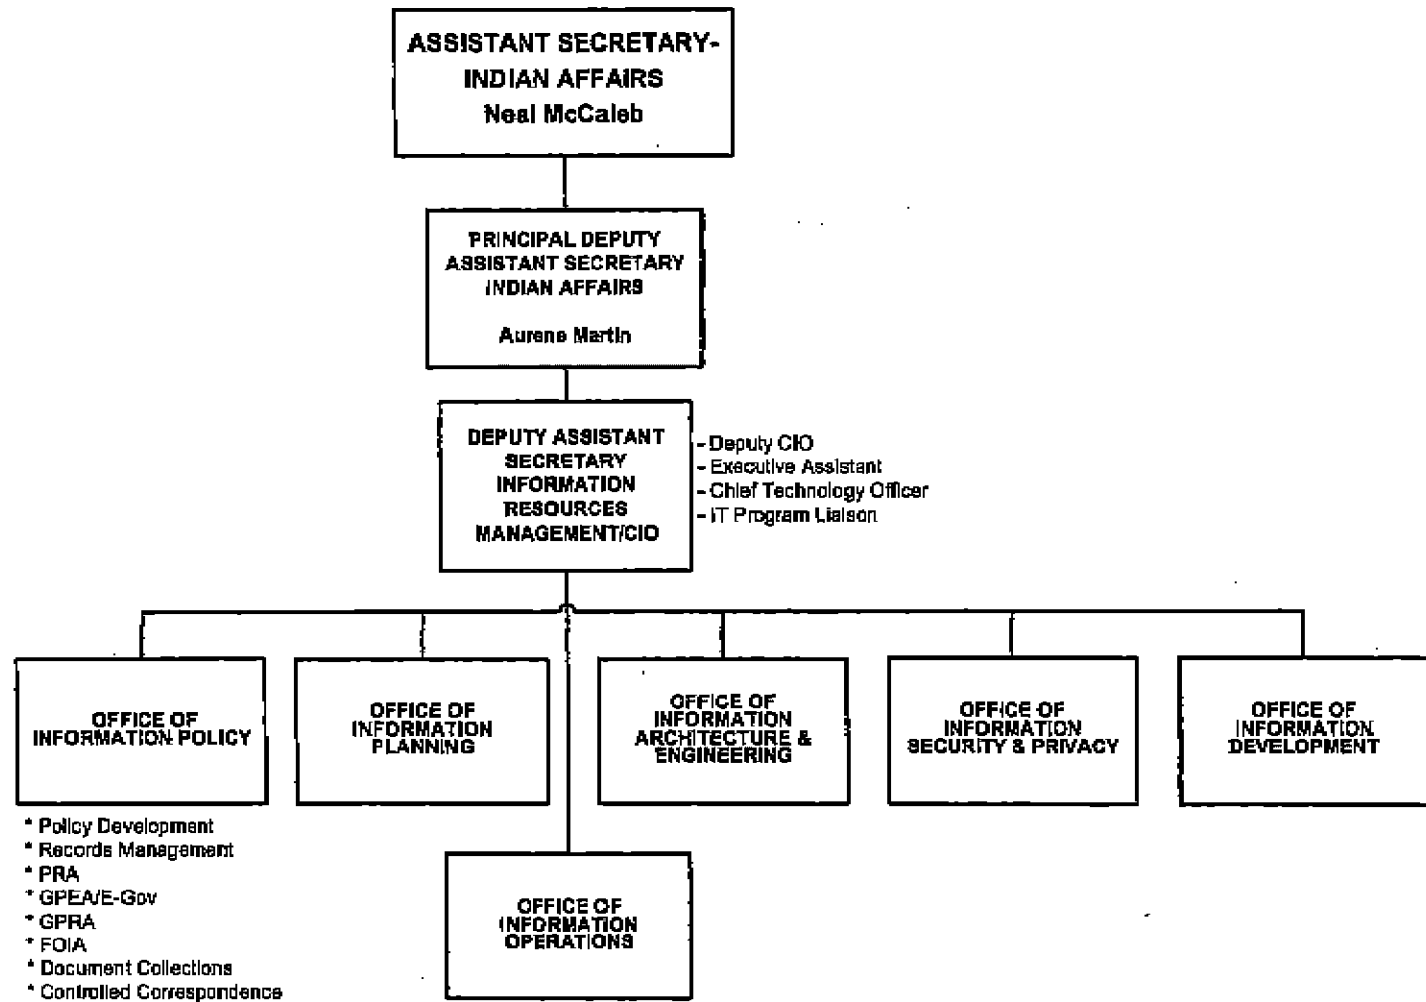 ASSISTANT SECRETARY-
INDIAN AFFAIRS
Neal McCaleb
PRINCIPAL DEPUTY
ASSISTANT SECRETARY
INDIAN AFFAIRS
Aurene Martin
DEPUTY ASSISTANT
SECRETARY
INFORMATION
RESOURCES
MANAGEMENT/CIO
- Deputy CIO
- Executive Assistant
- Chief Technology Officer
- IT Program Liaison
OFFICE OF
INFORMATION POLICY
OFFICE OF
INFORMATION
PLANNING
OFFICE OF
INFORMATION
ARCHITECTURE &
ENGINEERING
OFFICE OF
INFORMATION
SECURITY & PRIVACY
OFFICE OF
INFORMATION
DEVELOPMENT
* Policy Development
* Records Management
* PRA
* GPEA/E-Gov
* GPRA
* FOIA
* Document Collections
* Controlled Correspondence
OFFICE OF
INFORMATION
OPERATIONS